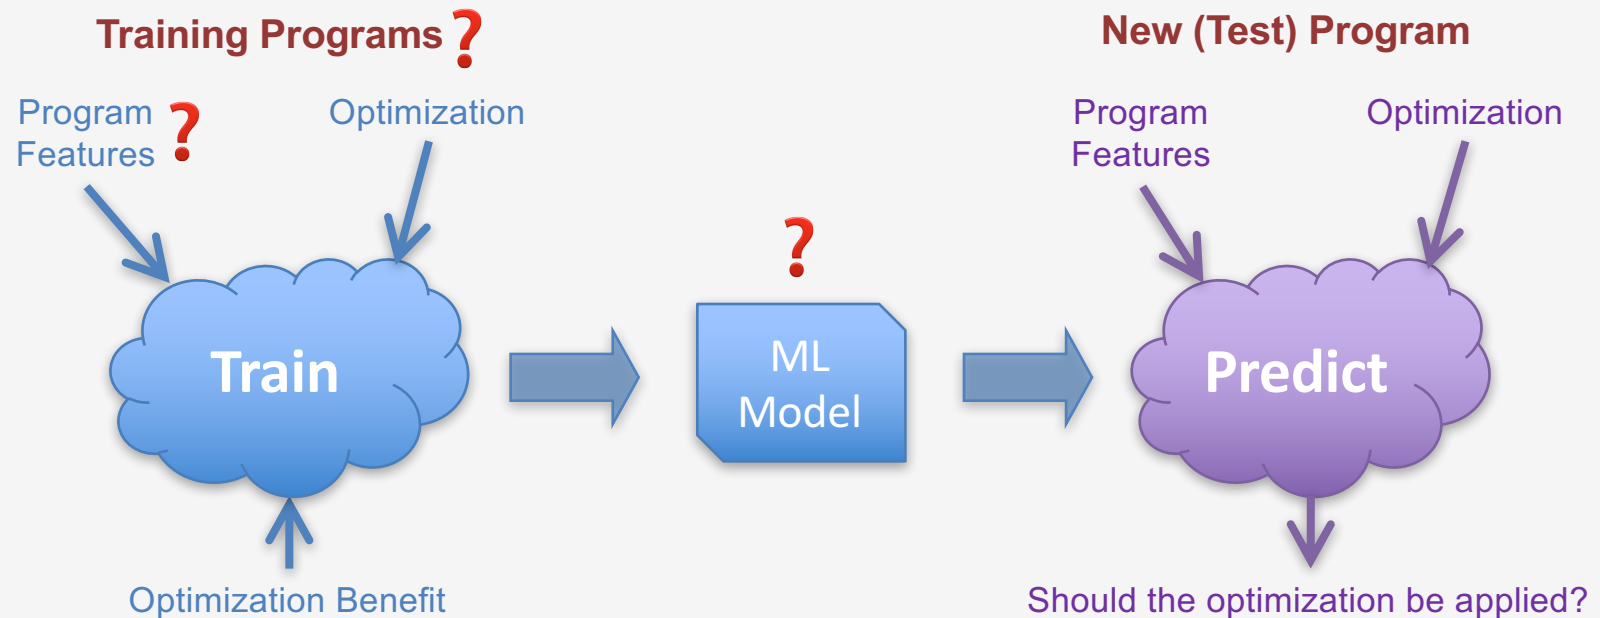 Training Programs ?
Program
Features ?
Optimization
Train
Optimization Benefit
?
ML
Model
New (Test) Program
Program
Features
Optimization
Predict
Should the optimization be applied?